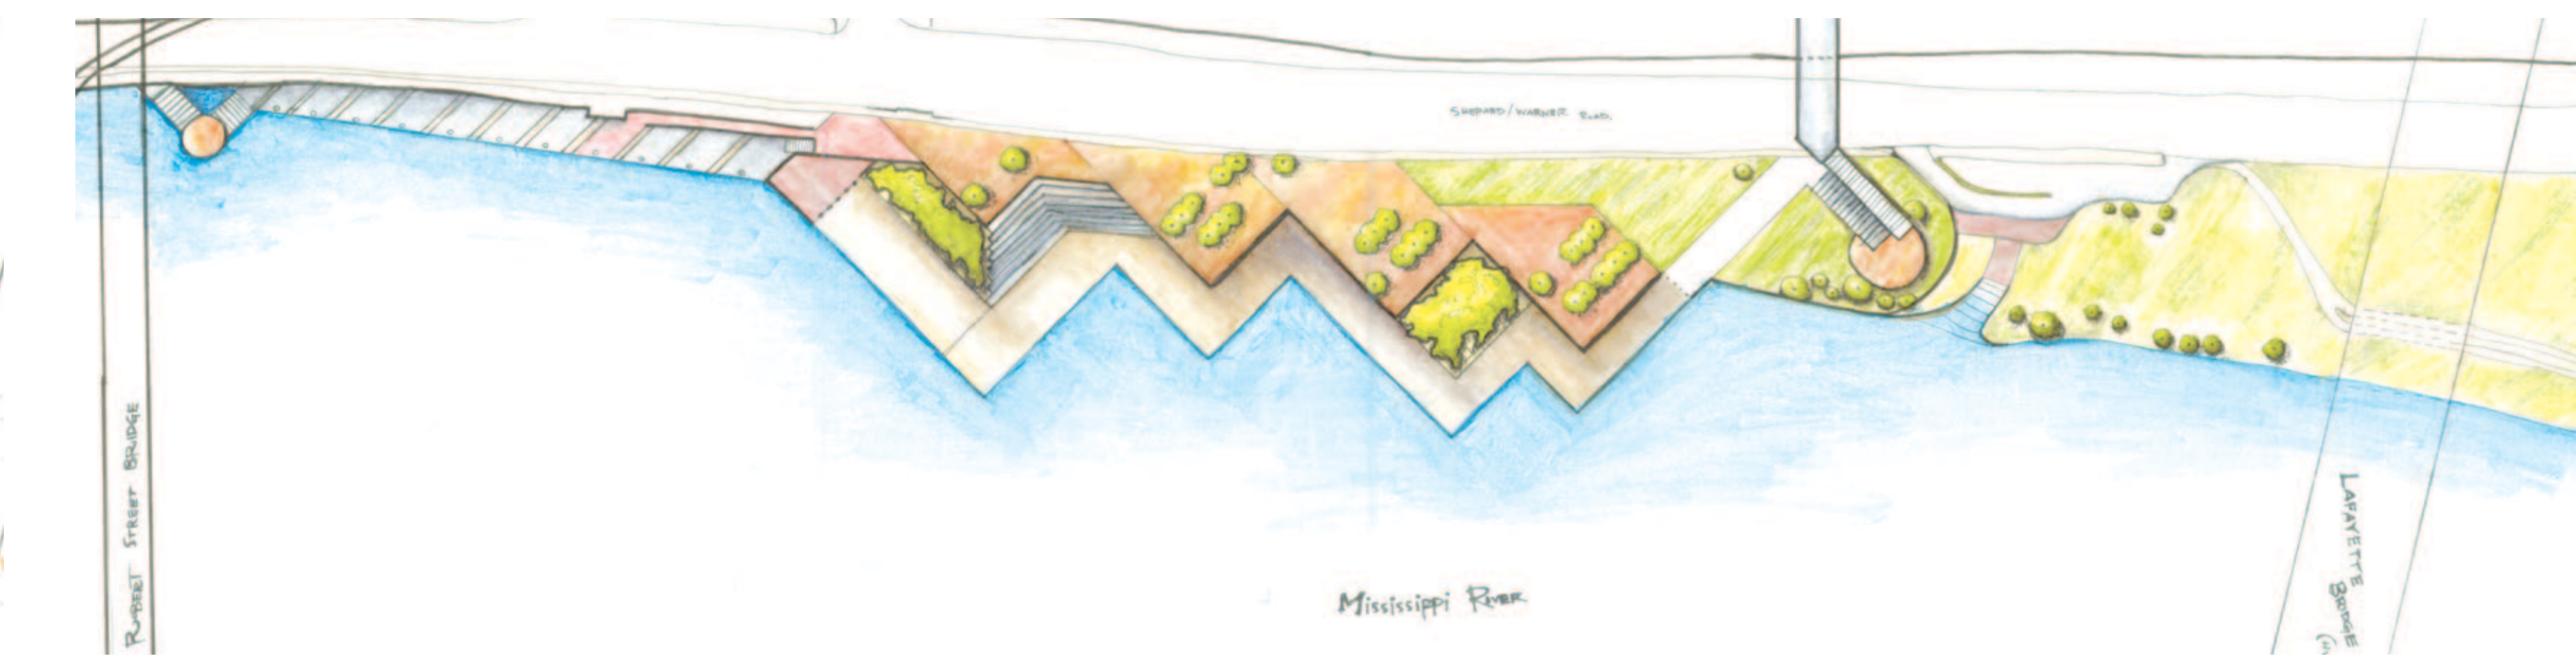 SHEPARD/WARNER ROAD.
ROBERT STREET BRIDGE
Mississippi River
LAFAYETTE
BRIDGE